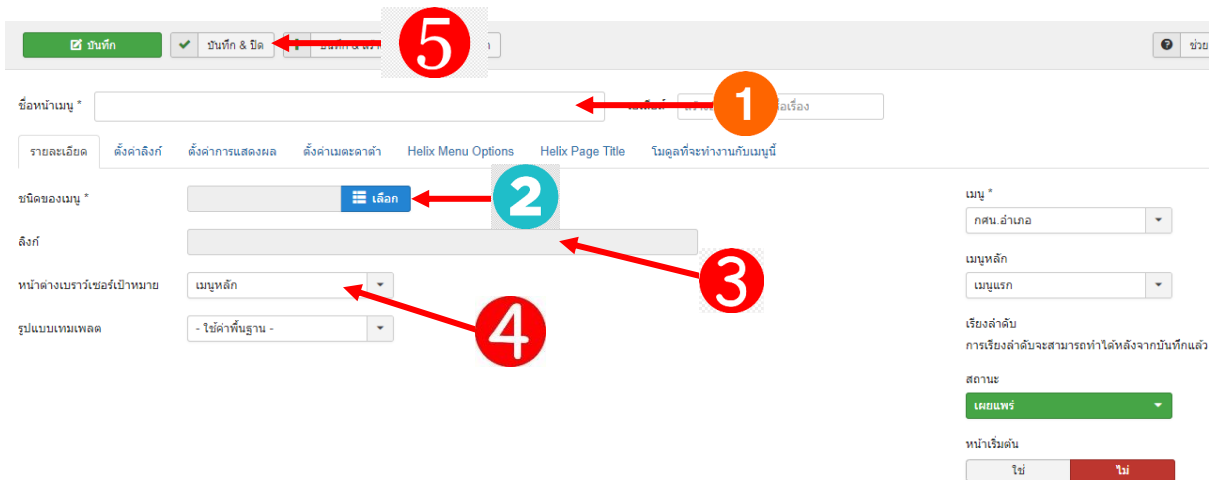 บันทึก
บันทึก & ปิด
5
ช่วย
ชื่อหน้าเมนู *
1
รายละเอียด
ตั้งค่าลิงก์
ตั้งค่าการแสดงผล
ตั้งค่าเมตะดาต้า
Helix Menu Options
Helix Page Title
โมดูลที่จะทำงานกับเมนูนี้
ชนิดของเมนู *
เลือก
2
ลิงก์
3
หน้าต่างเบราว์เซอร์เป้าหมาย
เมนูหลัก
4
รูปแบบเทมเพลต
- ใช้ค่าพื้นฐาน -
เมนู *
กศน.อำเภอ
เมนูหลัก
เมนูแรก
เรียงลำดับ
การเรียงลำดับจะสามารถทำได้หลังจากบันทึกแล้ว
สถานะ
เผยแพร่
หน้าเริ่มต้น
ใช่
ไม่